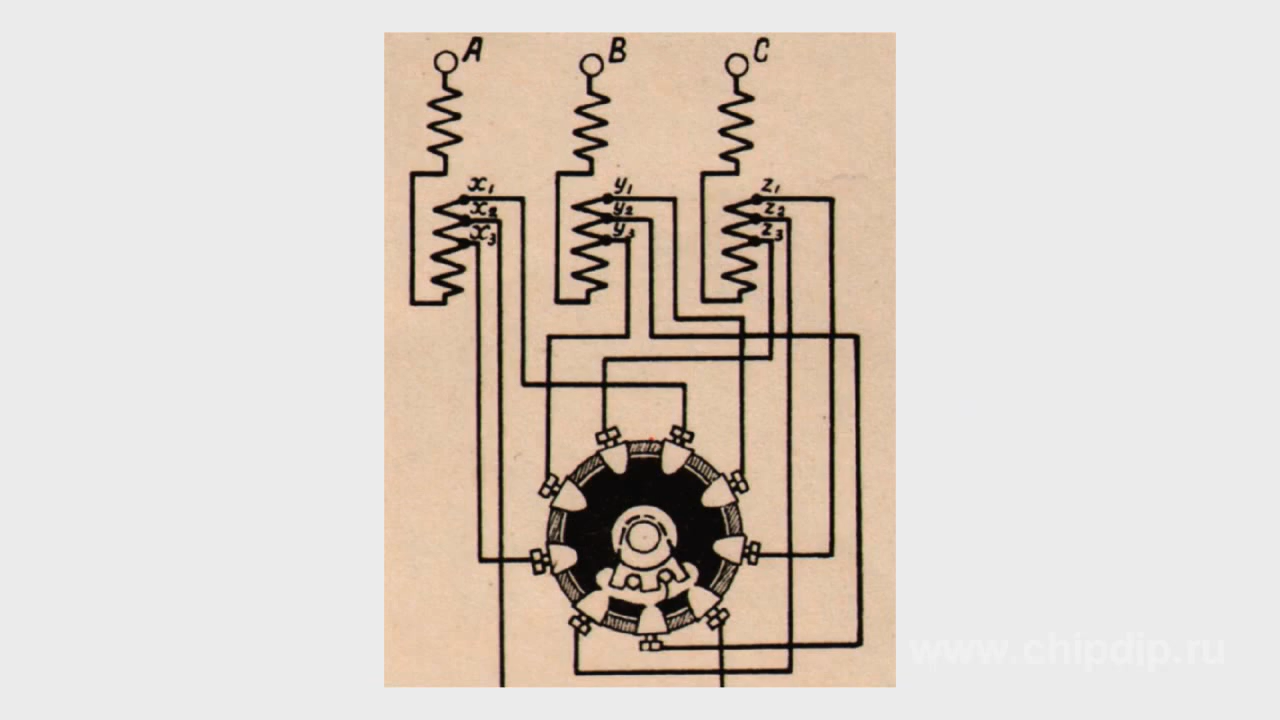 A B C
x₁ y₁ z₁
x₂ y₂ z₂
x₃ y₃ z₃
www.chipdip.ru